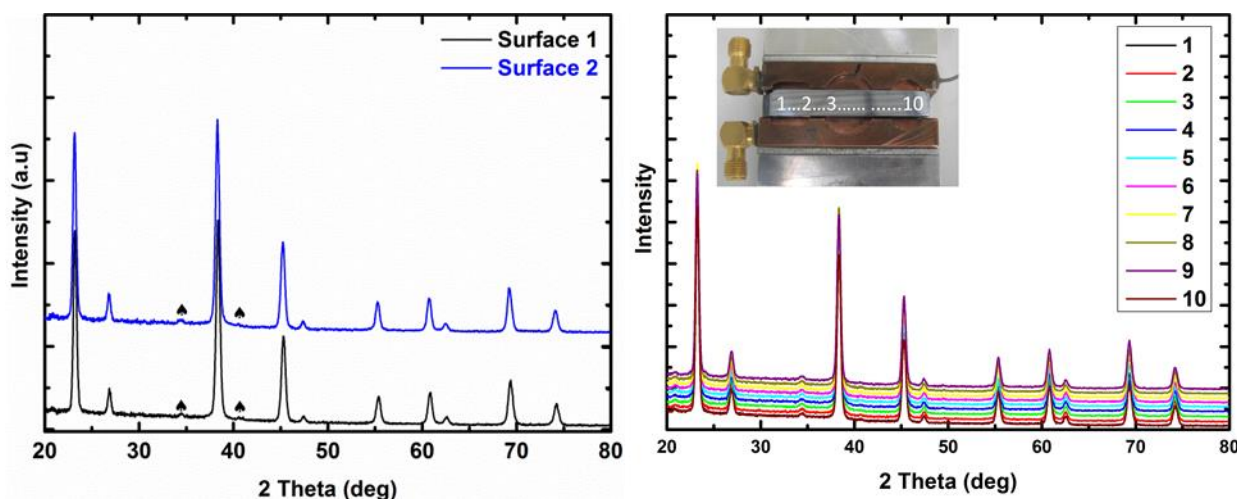 Surface 1
Surface 2
Intensity (a.u)
20 30 40 50 60 70 80
2 Theta (deg)
1...2...3...... ......10
1
2
3
4
5
6
7
8
9
10
Intensity
20 30 40 50 60 70 80
2 Theta (deg)